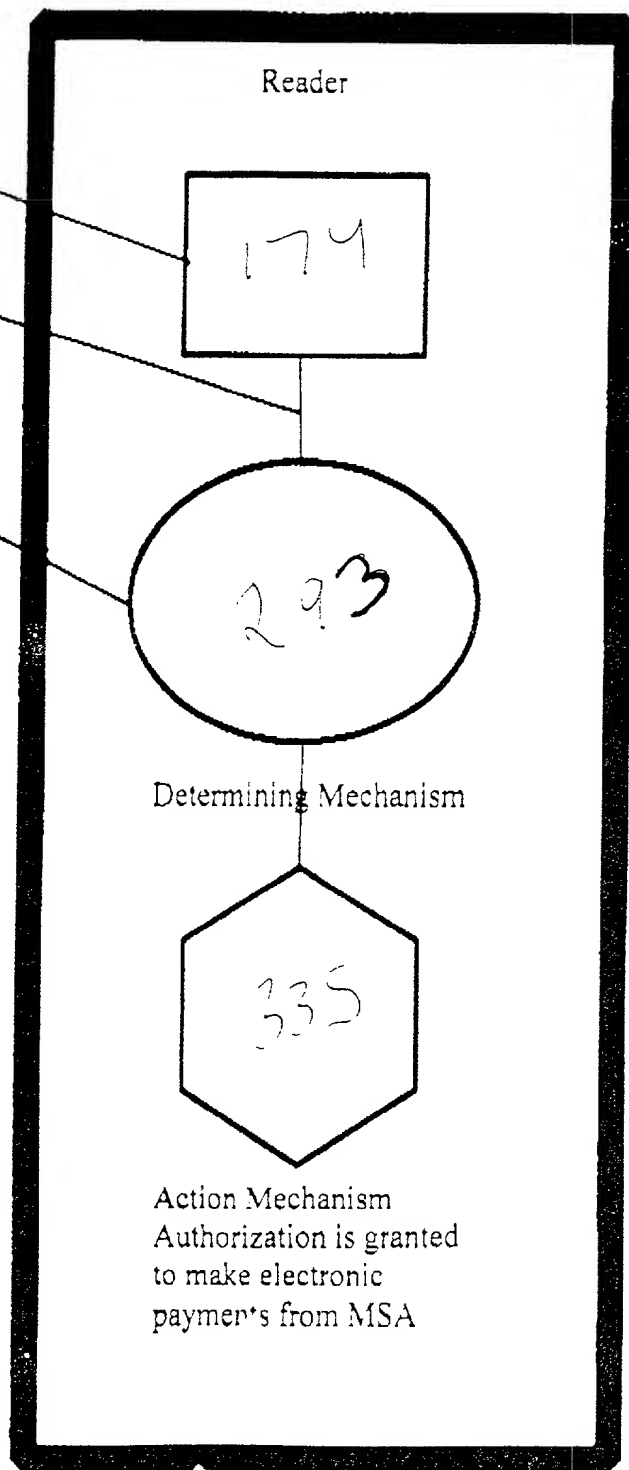 Reader
174
293
Determining Mechanism
335
Action Mechanism
Authorization is granted
to make electronic
payments from MSA